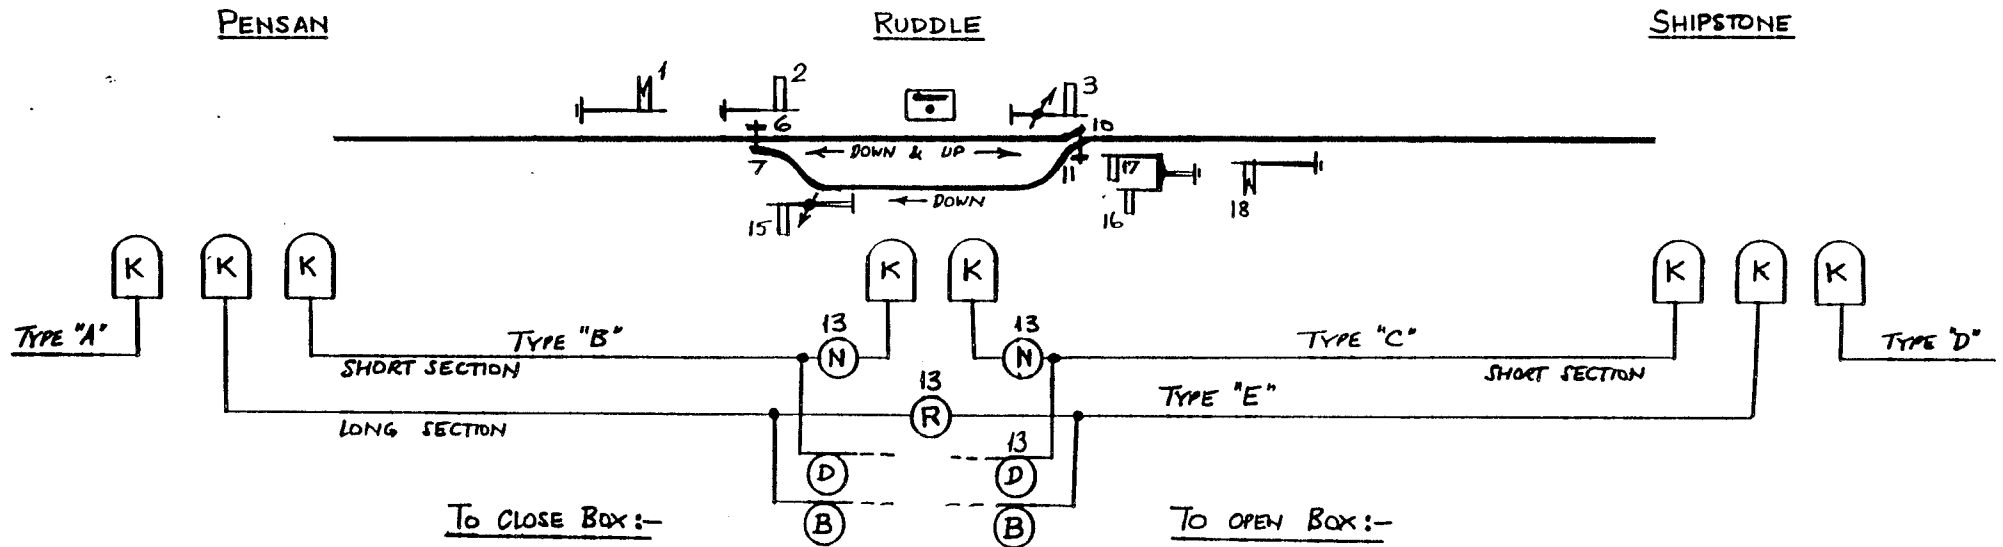 PENSAN
RUDDLE
SHIPSTONE
1
2
3
6
10
7
← DOWN & UP →
11
17
← DOWN
15
16
18
K
K
K
K
K
K
K
K
TYPE "A"
TYPE "B"
13
N
13
N
TYPE "C"
TYPE "D"
SHORT SECTION
SHORT SECTION
13
R
TYPE "E"
LONG SECTION
13
D
D
B
B
TO CLOSE BOX:-
TO OPEN BOX:-